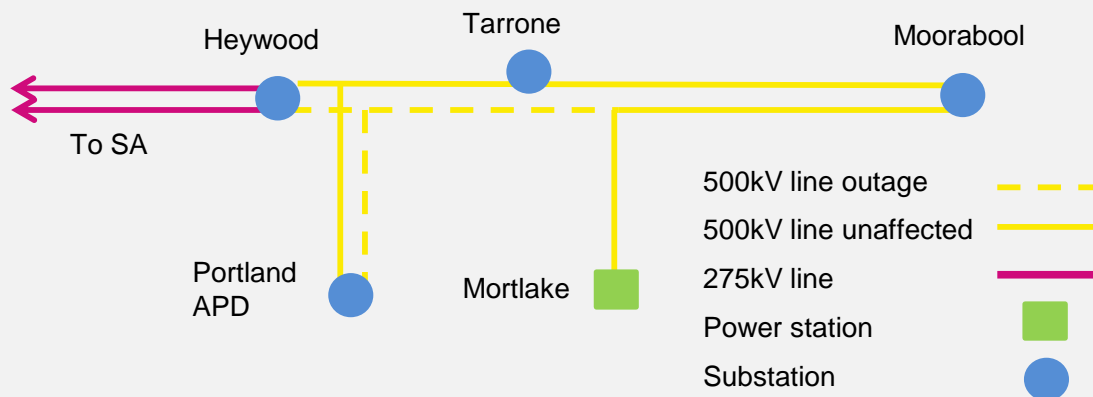 Heywood
Tarrone
Moorabool
To SA
Portland
APD
Mortlake
500kV line outage
500kV line unaffected
275kV line
Power station
Substation